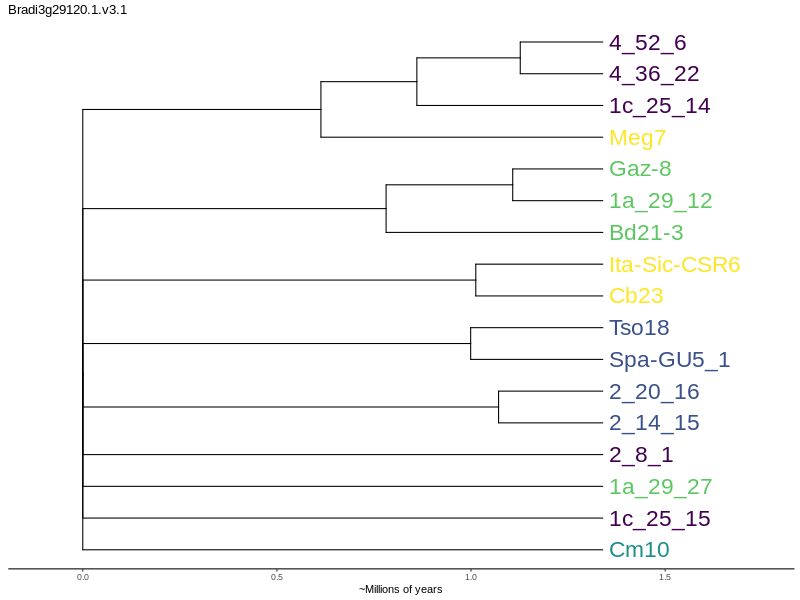 Bradi3g29120.1.v3.1
4_52_6
4_36_22
1c_25_14
Meg7
Gaz-8
1a_29_12
Bd21-3
Ita-Sic-CSR6
Cb23
Tso18
Spa-GU5_1
2_20_16
2_14_15
2_8_1
1a_29_27
1c_25_15
Cm10
0.0 0.5 1.0 1.5
~Millions of years